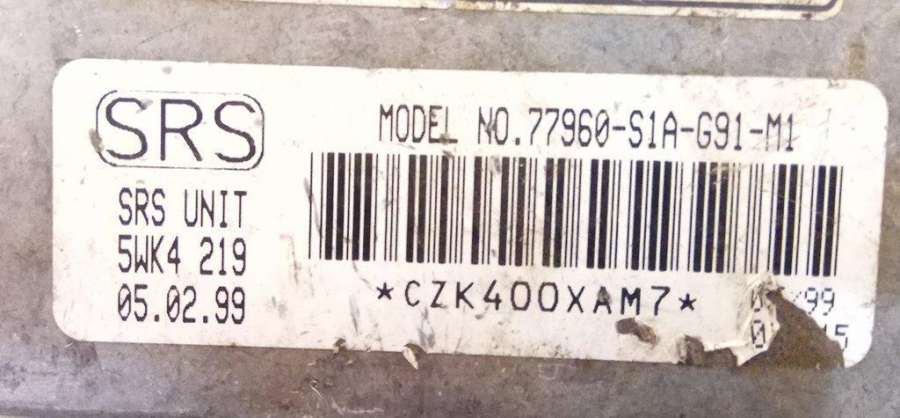 SRS
MODEL NO.77960-S1A-G91-M1
SRS UNIT
5WK4 219
05.02.99
*CZK400XAM7*